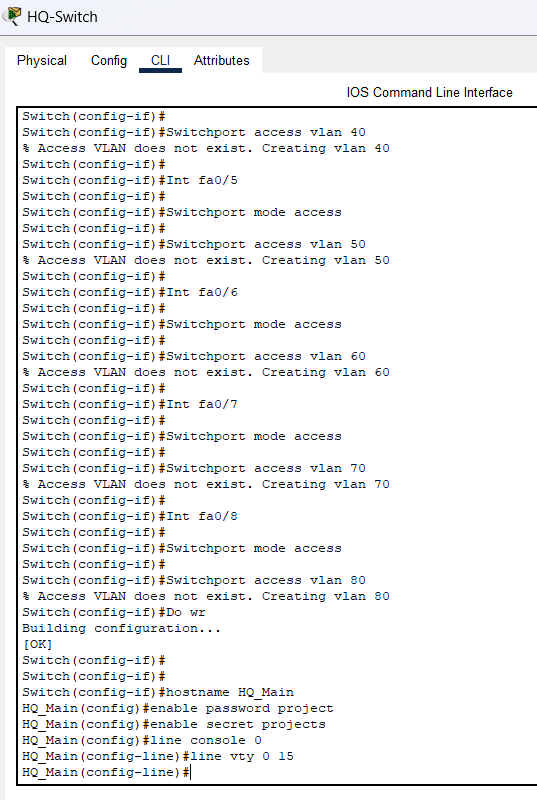 HQ-Switch
Physical Config CLI Attributes
IOS Command Line Interface
Switch(config-if)#
Switch(config-if)#Switchport access vlan 40
% Access VLAN does not exist. Creating vlan 40
Switch(config-if)#
Switch(config-if)#Int fa0/5
Switch(config-if)#
Switch(config-if)#Switchport mode access
Switch(config-if)#
Switch(config-if)#Switchport access vlan 50
% Access VLAN does not exist. Creating vlan 50
Switch(config-if)#
Switch(config-if)#Int fa0/6
Switch(config-if)#
Switch(config-if)#Switchport mode access
Switch(config-if)#
Switch(config-if)#Switchport access vlan 60
% Access VLAN does not exist. Creating vlan 60
Switch(config-if)#
Switch(config-if)#Int fa0/7
Switch(config-if)#
Switch(config-if)#Switchport mode access
Switch(config-if)#
Switch(config-if)#Switchport access vlan 70
% Access VLAN does not exist. Creating vlan 70
Switch(config-if)#
Switch(config-if)#Int fa0/8
Switch(config-if)#
Switch(config-if)#Switchport mode access
Switch(config-if)#
Switch(config-if)#Switchport access vlan 80
% Access VLAN does not exist. Creating vlan 80
Switch(config-if)#Do wr
Building configuration...
[OK]
Switch(config-if)#
Switch(config-if)#
Switch(config-if)#hostname HQ_Main
HQ_Main(config)#enable password project
HQ_Main(config)#enable secret projects
HQ_Main(config)#line console 0
HQ_Main(config-line)#line vty 0 15
HQ_Main(config-line)#